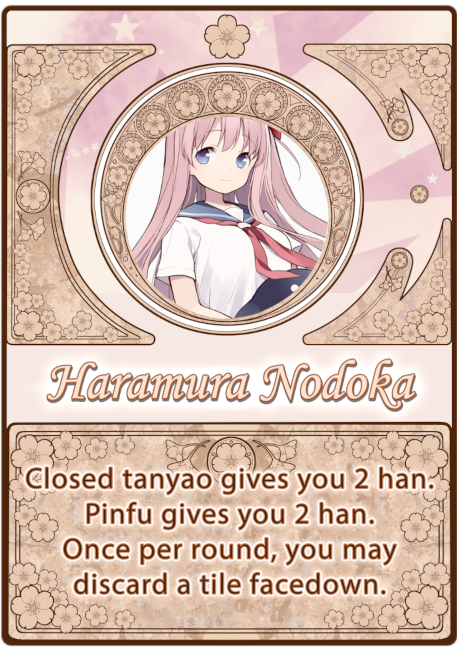 Haramura Nodoka
Closed tanyao gives you 2 han.
Pinfu gives you 2 han.
Once per round, you may
discard a tile facedown.